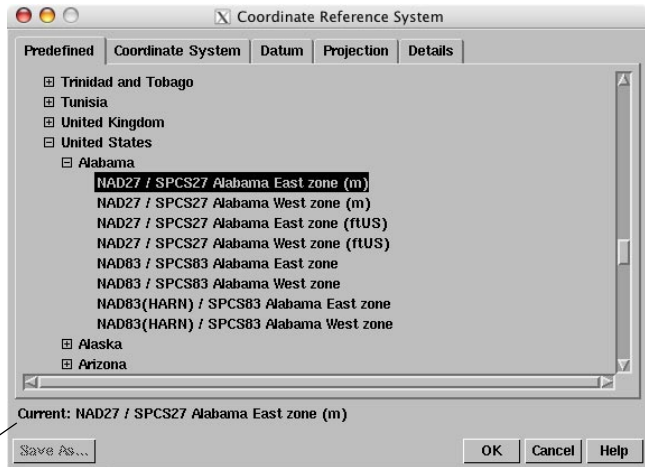 X Coordinate Reference System
Predefined Coordinate System Datum Projection Details
Trinidad and Tobago
Tunisia
United Kingdom
United States
Alabama
NAD27 / SPCS27 Alabama East zone (m)
NAD27 / SPCS27 Alabama West zone (m)
NAD27 / SPCS27 Alabama East zone (ftUS)
NAD27 / SPCS27 Alabama West zone (ftUS)
NAD83 / SPCS83 Alabama East zone
NAD83 / SPCS83 Alabama West zone
NAD83(HARN) / SPCS83 Alabama East zone
NAD83(HARN) / SPCS83 Alabama West zone
Alaska
Arizona
Current: NAD27 / SPCS27 Alabama East zone (m)
Save As... OK Cancel Help